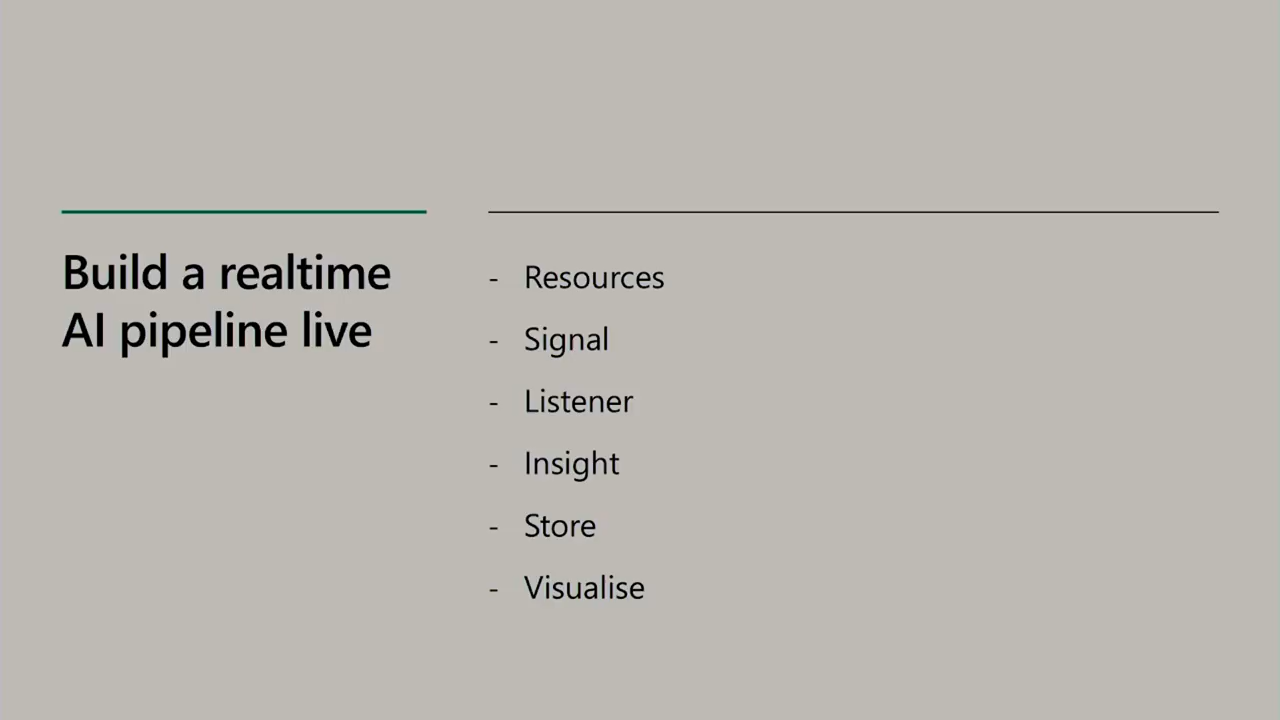 Build a realtime
AI pipeline live
- Resources
- Signal
- Listener
- Insight
- Store
- Visualise